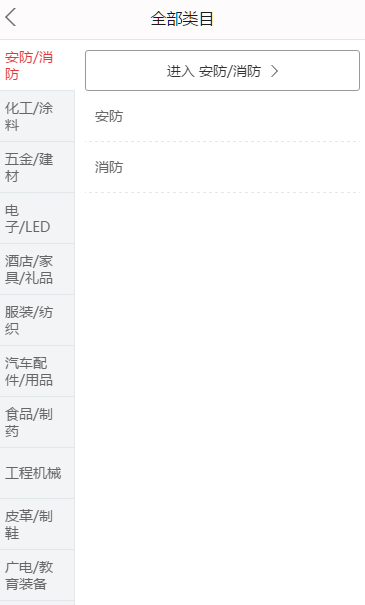 全部类目
安防/消
防
化工/涂
料
五金/建
材
电
子/LED
酒店/家
具/礼品
服装/纺
织
汽车配
件/用品
食品/制
药
工程机械
皮革/制
鞋
广电/教
育装备
进入 安防/消防
安防
消防